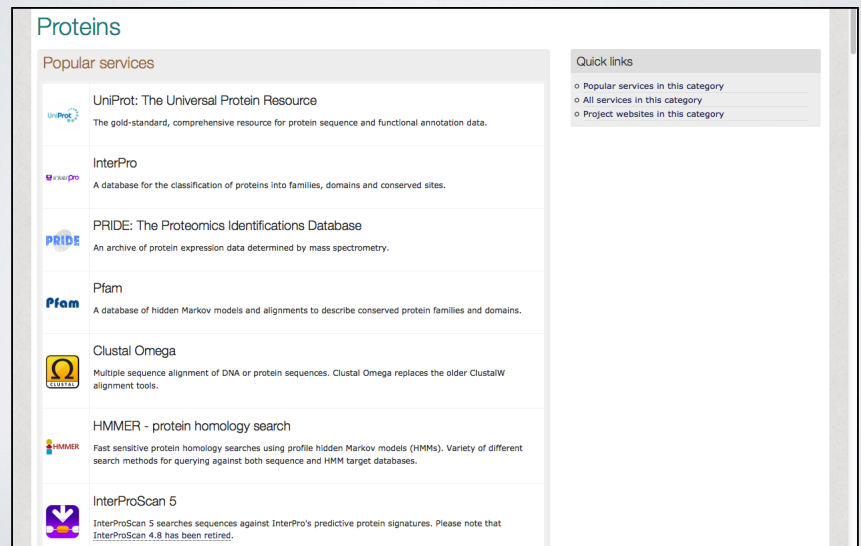 Proteins
Popular services
UniProt
UniProt: The Universal Protein Resource
The gold-standard, comprehensive resource for protein sequence and functional annotation data.
interpro
InterPro
A database for the classification of proteins into families, domains and conserved sites.
PRIDE
PRIDE: The Proteomics Identifications Database
An archive of protein expression data determined by mass spectrometry.
Pfam
Pfam
A database of hidden Markov models and alignments to describe conserved protein families and domains.
Ω
CLUSTAL
Clustal Omega
Multiple sequence alignment of DNA or protein sequences. Clustal Omega replaces the older ClustalW
alignment tools.
HMMER
HMMER - protein homology search
Fast sensitive protein homology searches using profile hidden Markov models (HMMs). Variety of different
search methods for querying against both sequence and HMM target databases.
InterProScan 5
InterProScan 5 searches sequences against InterPro's predictive protein signatures. Please note that
InterProScan 4.8 has been retired.
Quick links
Popular services in this category
All services in this category
Project websites in this category